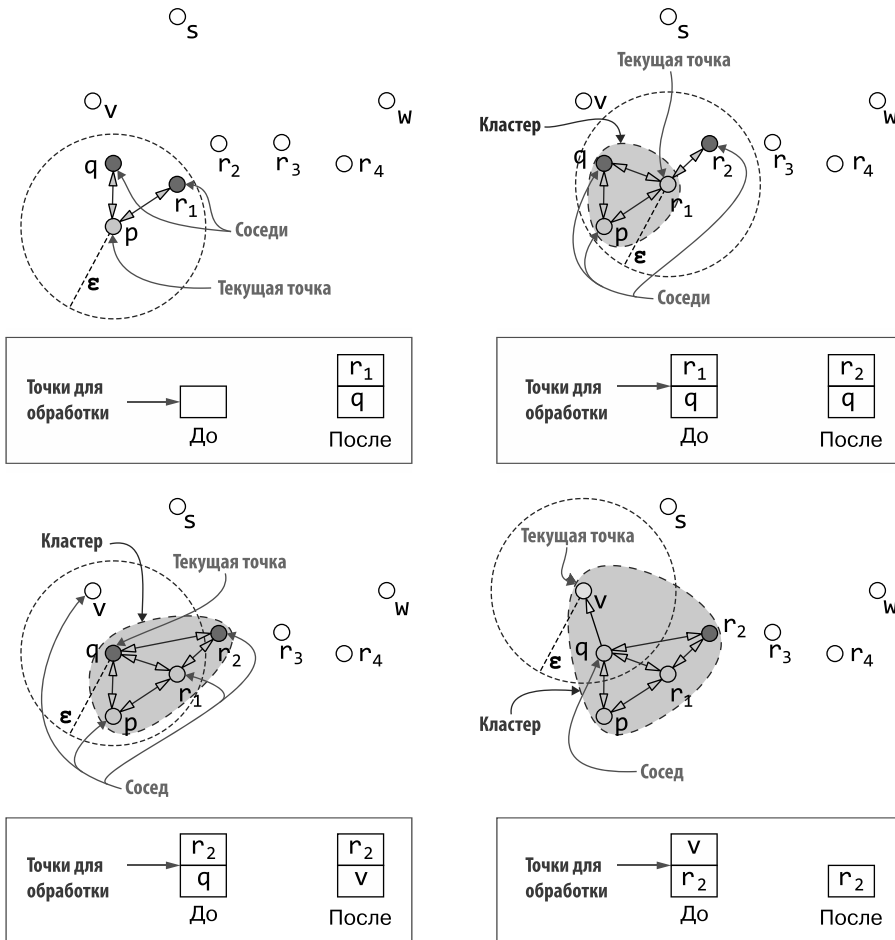 s
v
w
q
r1
r2
r3
r4
p
Соседи
ε
Текущая точка
Точки для
обработки
До
r1
q
После
s
Текущая точка
v
w
Кластер
q
r2
r3
r4
r1
p
ε
Соседи
Точки для
обработки
r1
q
До
r2
q
После
s
Кластер
Текущая точка
v
w
q
r2
r3
r4
r1
ε
p
Сосед
Точки для
обработки
r2
q
До
r2
v
После
s
Текущая точка
v
w
r2
q
r3
r4
ε
r1
Кластер
p
Сосед
Точки для
обработки
v
r2
До
r2
После